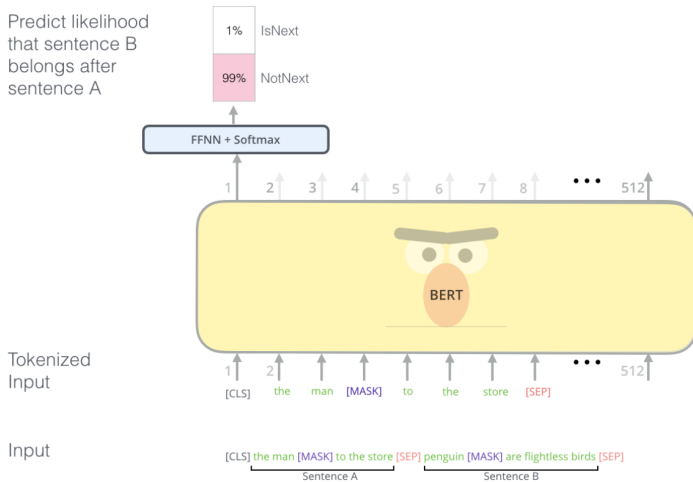 Predict likelihood
that sentence B
belongs after
sentence A
1% IsNext
99% NotNext
FFNN + Softmax
1 2 3 4 5 6 7 8 ••• 512
BERT
Tokenized
Input
1 2 ••• 512
[CLS] the man [MASK] to the store [SEP]
Input
[CLS] the man [MASK] to the store [SEP] penguin [MASK] are flightless birds [SEP]
Sentence A Sentence B